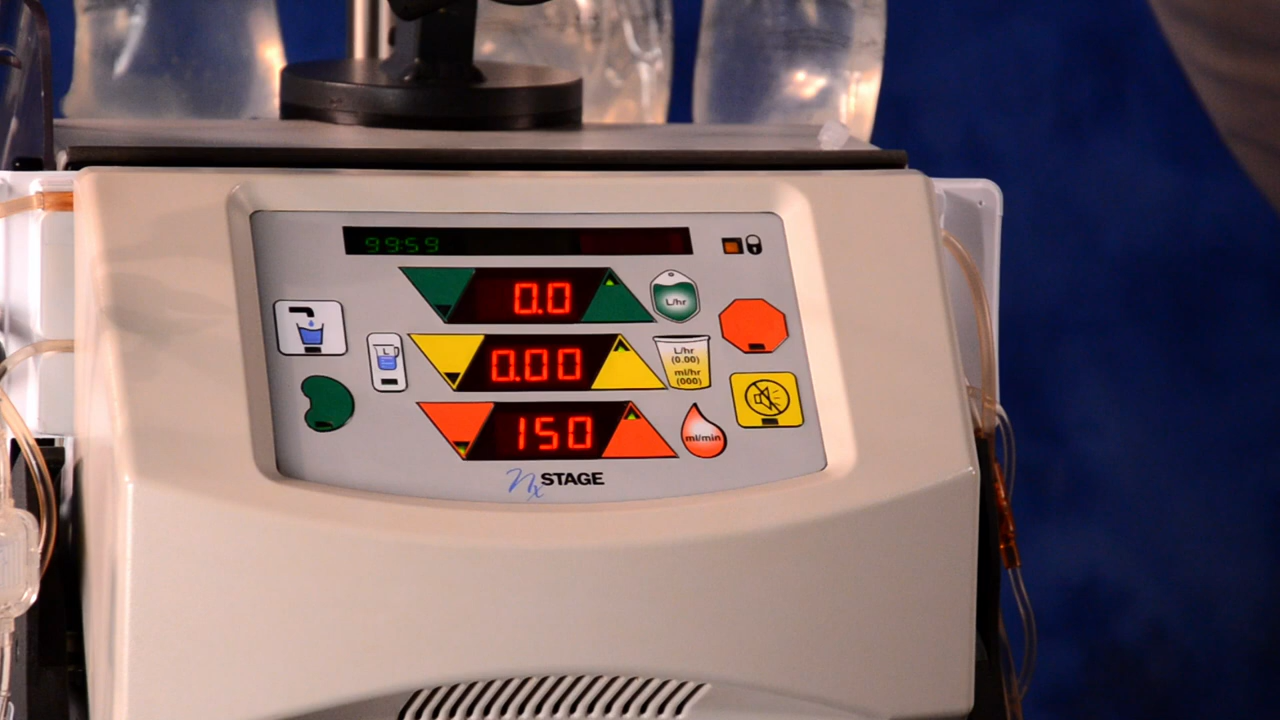 99:59
0.0
L/hr
L
0.00
L/hr
(0.00)
ml/hr
(000)
150
ml/min
NxSTAGE